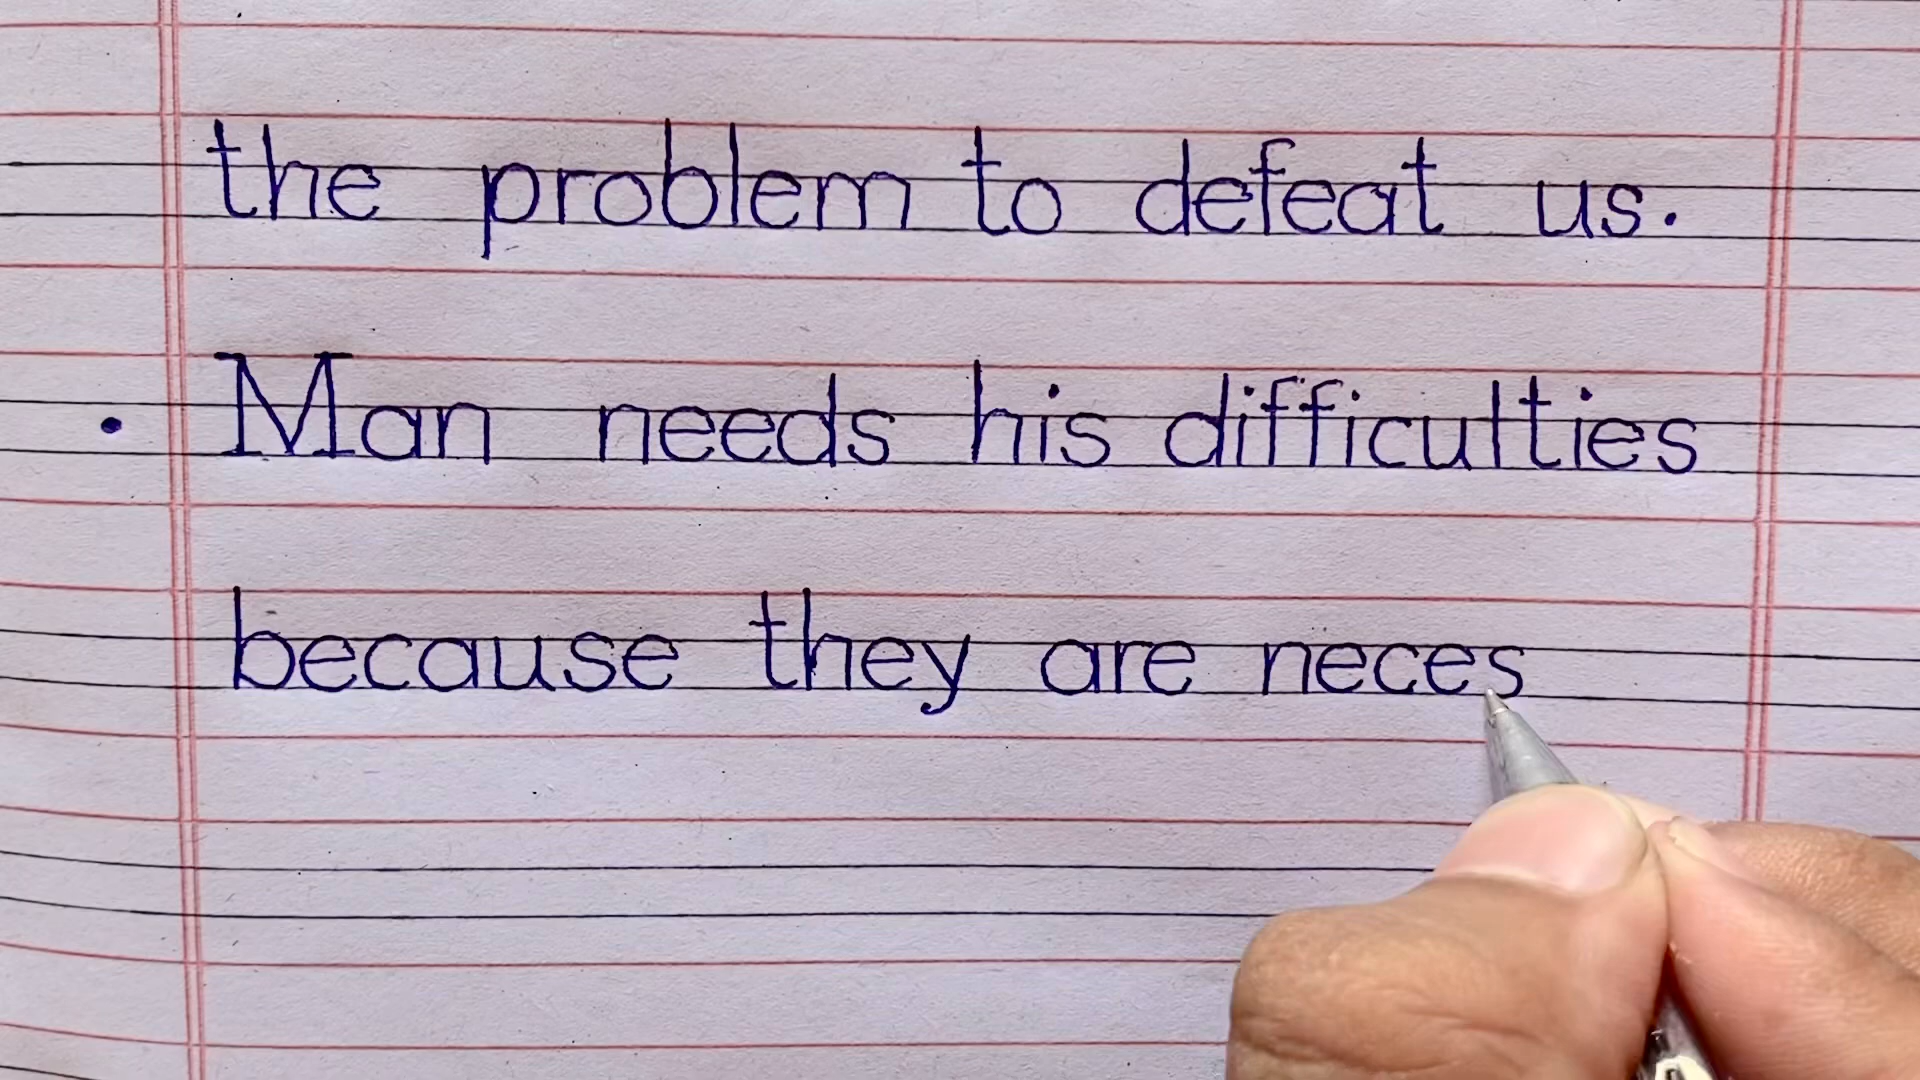 the problem to defeat us.
• Man needs his difficulties
because they are neces